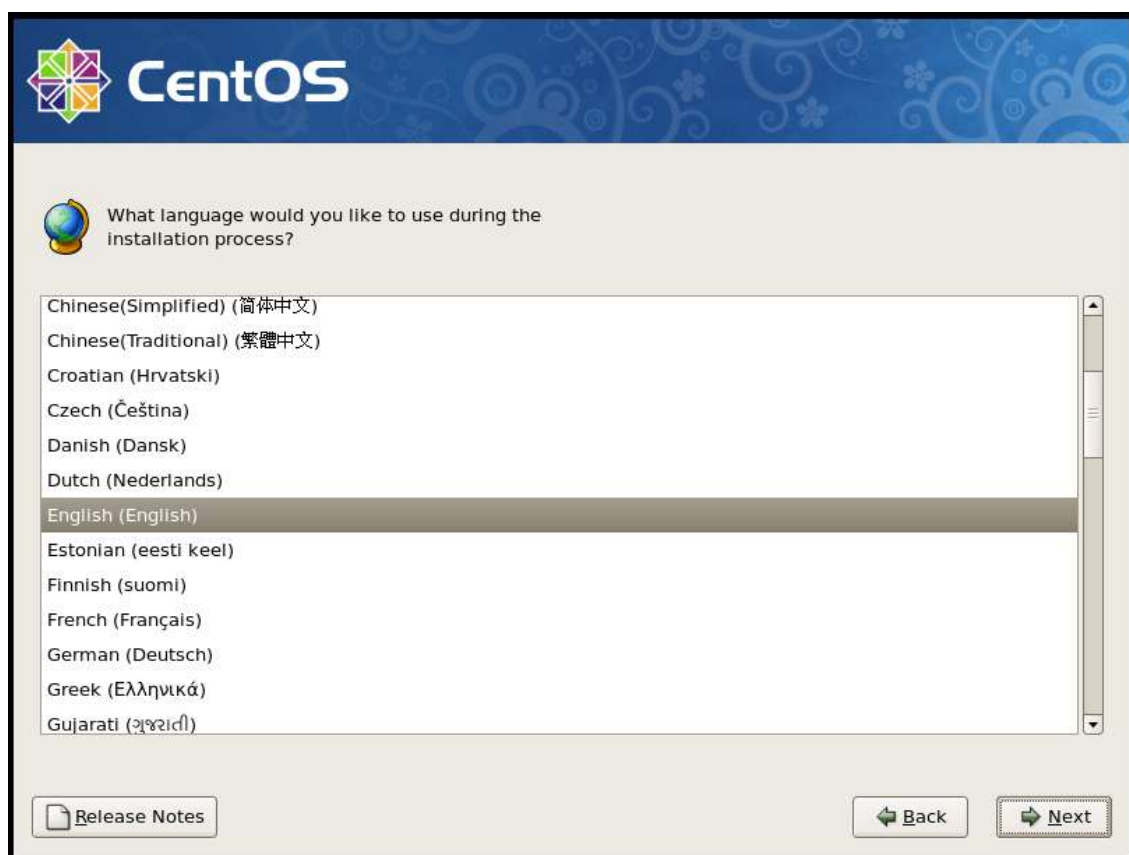 CentOS
What language would you like to use during the
installation process?
Chinese(Simplified) (简体中文)
Chinese(Traditional) (繁體中文)
Croatian (Hrvatski)
Czech (Čeština)
Danish (Dansk)
Dutch (Nederlands)
English (English)
Estonian (eesti keel)
Finnish (suomi)
French (Français)
German (Deutsch)
Greek (Ελληνικά)
Gujarati (ગુજરાતી)
Release Notes
Back
Next